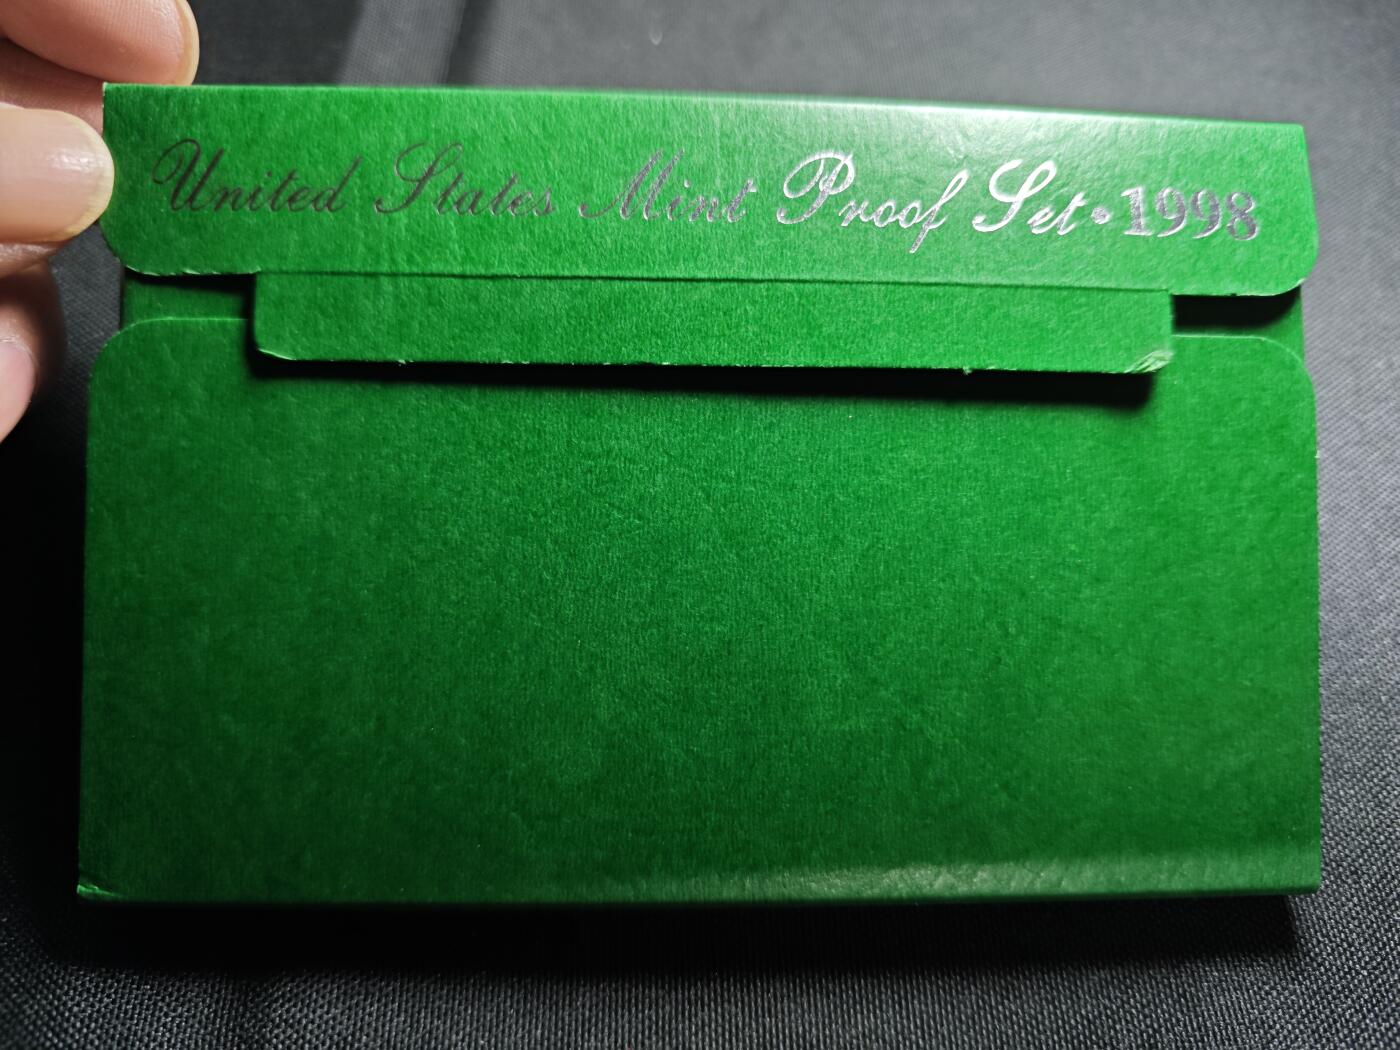 United States Mint Proof Set • 1998